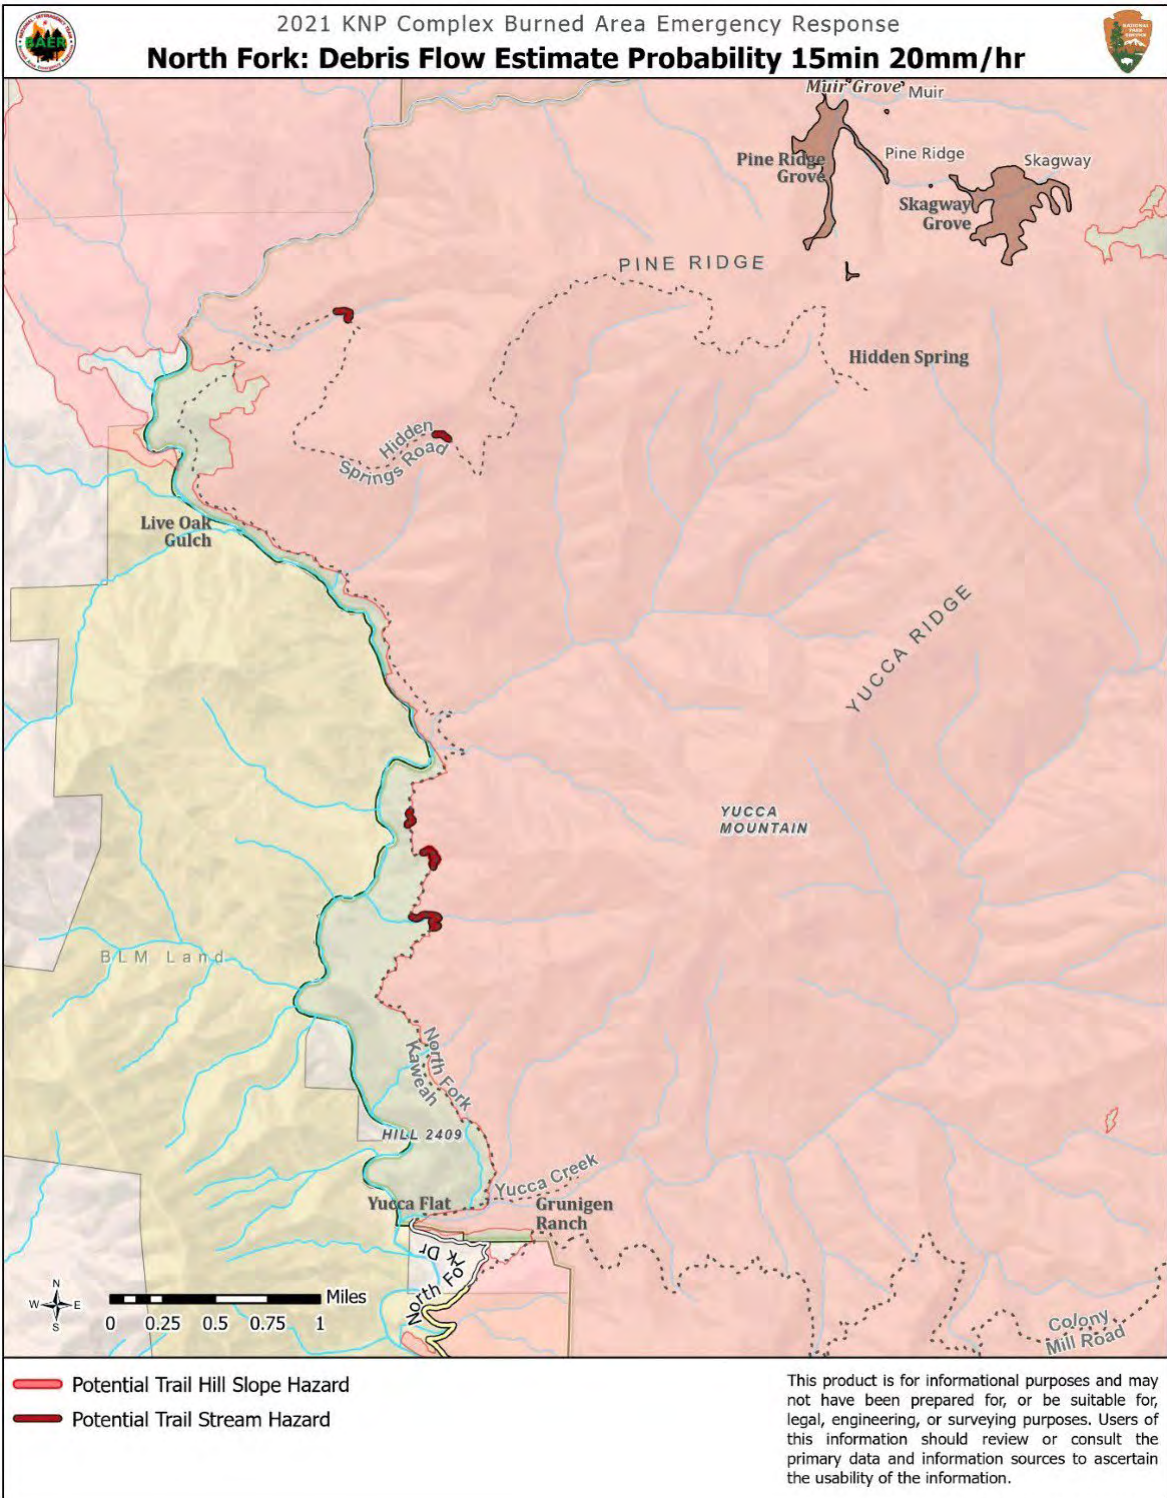 2021 KNP Complex Burned Area Emergency Response
North Fork: Debris Flow Estimate Probability 15min 20mm/hr
BAER
NATIONAL
PARK
SERVICE
Muir Grove
Muir
Pine Ridge
Grove
Pine Ridge
Skagway
Skagway
Grove
PINE RIDGE
Hidden Spring
Hidden
Springs Road
Live Oak
Gulch
YUCCA RIDGE
YUCCA
MOUNTAIN
BLM Land
North Fork
Kaweah
HILL 2409
Yucca Creek
Yucca Flat
Grunigen
Ranch
North Fork Dr
Colony
Mill Road
N
W E
S
Miles
0 0.25 0.5 0.75 1
Potential Trail Hill Slope Hazard
Potential Trail Stream Hazard
This product is for informational purposes and may
not have been prepared for, or be suitable for,
legal, engineering, or surveying purposes. Users of
this information should review or consult the
primary data and information sources to ascertain
the usability of the information.